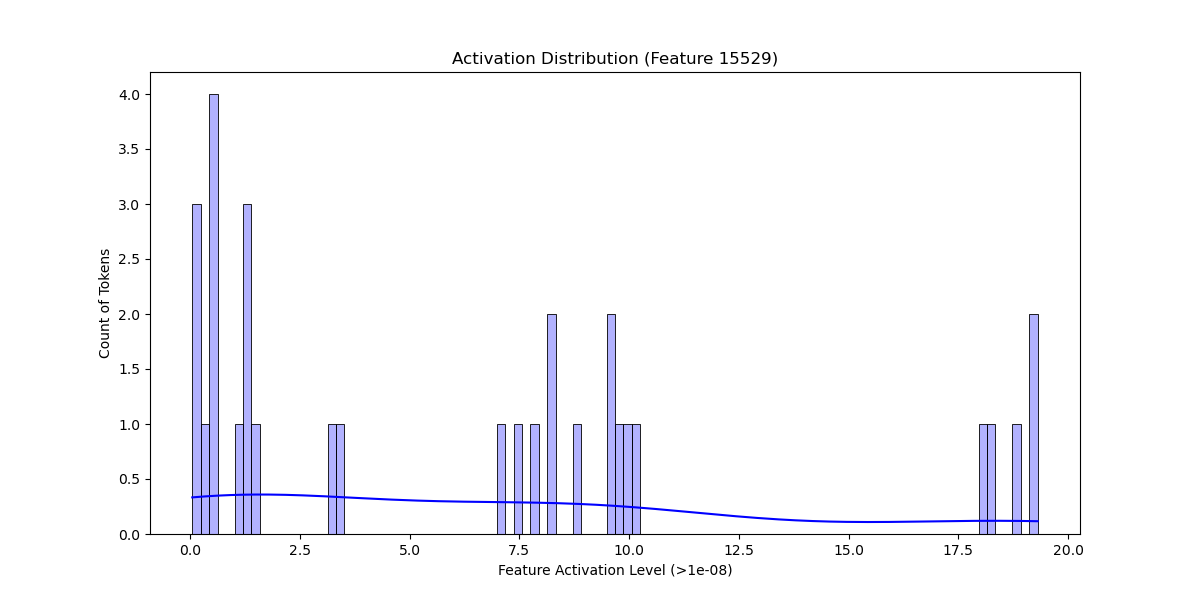 Activation Distribution (Feature 15529)
Count of Tokens
4.0
3.5
3.0
2.5
2.0
1.5
1.0
0.5
0.0
0.0 2.5 5.0 7.5 10.0 12.5 15.0 17.5 20.0
Feature Activation Level (>1e-08)